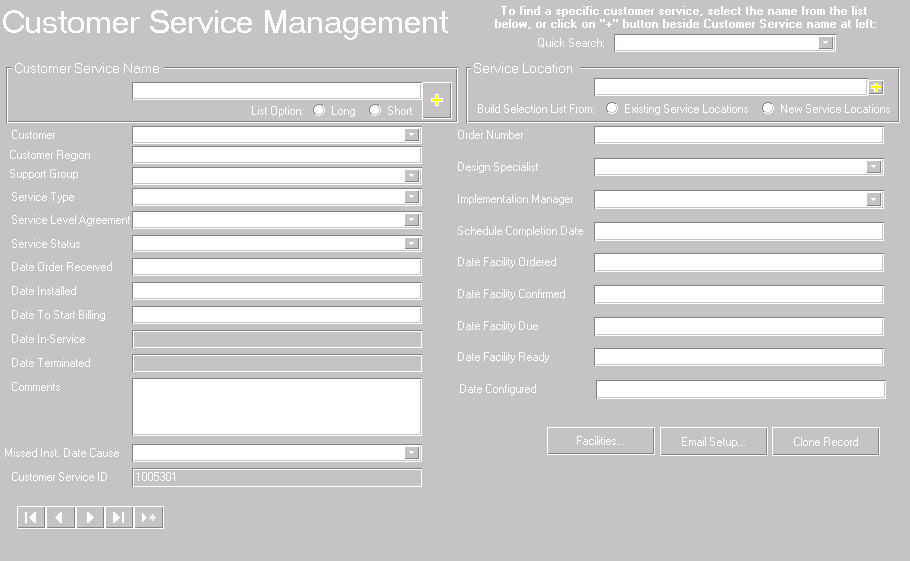 Customer Service Management
To find a specific customer service, select the name from the list
below, or click on "+" button beside Customer Service name at left:
Quick Search:
Customer Service Name
List Option: Long Short
Service Location
Build Selection List From: Existing Service Locations New Service Locations
Customer
Customer Region
Support Group
Service Type
Service Level Agreement
Service Status
Date Order Received
Date Installed
Date To Start Billing
Date In-Service
Date Terminated
Comments
Missed Inst. Date Cause
Customer Service ID 1005301
Order Number
Design Specialist
Implementation Manager
Schedule Completion Date
Date Facility Ordered
Date Facility Confirmed
Date Facility Due
Date Facility Ready
Date Configured
Facilities... Email Setup... Clone Record